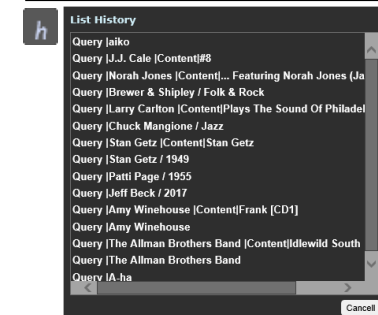 h
List History
Query |aiko
Query |J.J. Cale |Content|#8
Query |Norah Jones |Content|... Featuring Norah Jones (Ja
Query |Brewer & Shipley / Folk & Rock
Query |Larry Carlton |Content|Plays The Sound Of Philadel
Query |Chuck Mangione / Jazz
Query |Stan Getz |Content|Stan Getz
Query |Stan Getz / 1949
Query |Patti Page / 1955
Query |Jeff Beck / 2017
Query |Amy Winehouse |Content|Frank [CD1]
Query |Amy Winehouse
Query |The Allman Brothers Band |Content|Idlewild South
Query |The Allman Brothers Band
Query |A-ha
Cancell